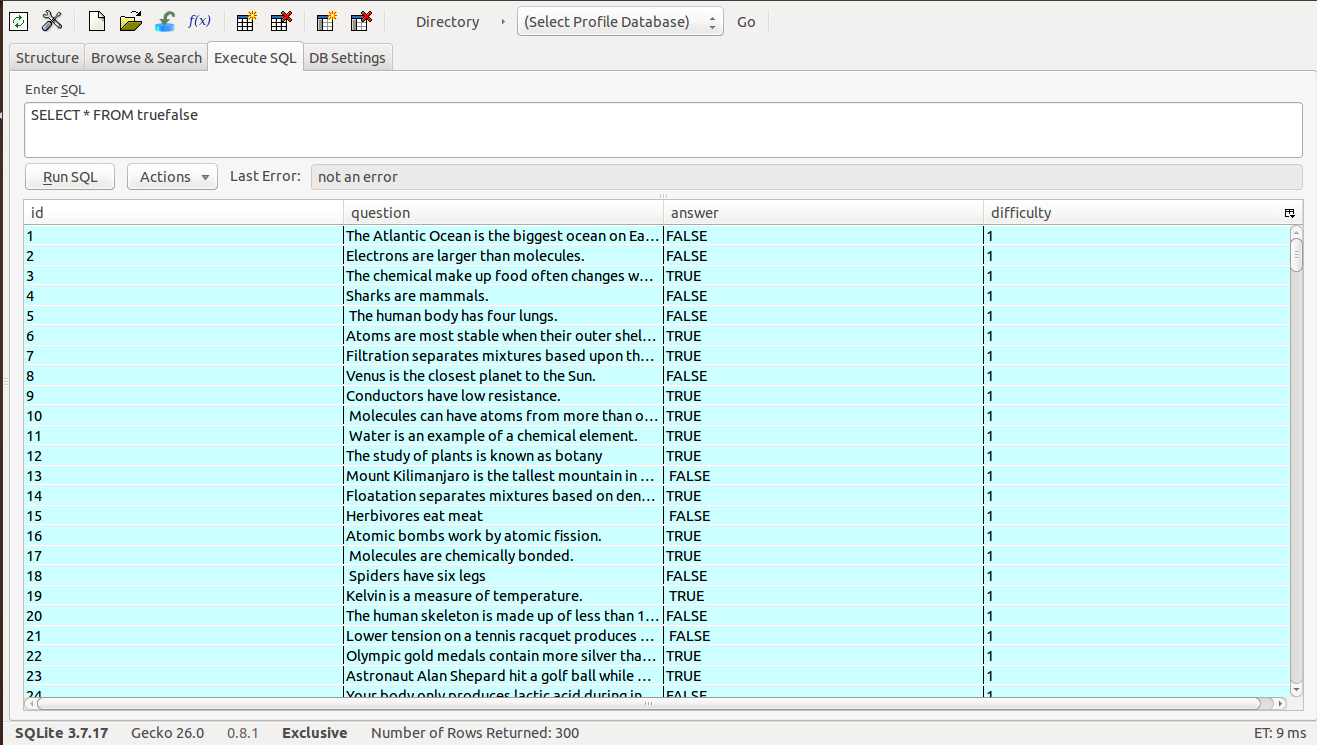 f(x) Directory (Select Profile Database) Go
Structure Browse & Search Execute SQL DB Settings
Enter SQL
SELECT * FROM truefalse
Run SQL Actions Last Error: not an error
id question answer difficulty
1 The Atlantic Ocean is the biggest ocean on Ea... FALSE 1
2 Electrons are larger than molecules. FALSE 1
3 The chemical make up food often changes w... TRUE 1
4 Sharks are mammals. FALSE 1
5 The human body has four lungs. FALSE 1
6 Atoms are most stable when their outer shel... TRUE 1
7 Filtration separates mixtures based upon th... TRUE 1
8 Venus is the closest planet to the Sun. FALSE 1
9 Conductors have low resistance. TRUE 1
10 Molecules can have atoms from more than o... TRUE 1
11 Water is an example of a chemical element. TRUE 1
12 The study of plants is known as botany TRUE 1
13 Mount Kilimanjaro is the tallest mountain in ... FALSE 1
14 Floatation separates mixtures based on den... TRUE 1
15 Herbivores eat meat FALSE 1
16 Atomic bombs work by atomic fission. TRUE 1
17 Molecules are chemically bonded. TRUE 1
18 Spiders have six legs FALSE 1
19 Kelvin is a measure of temperature. TRUE 1
20 The human skeleton is made up of less than 1... FALSE 1
21 Lower tension on a tennis racquet produces ... FALSE 1
22 Olympic gold medals contain more silver tha... TRUE 1
23 Astronaut Alan Shepard hit a golf ball while ... TRUE 1
24 Your body only produces lactic acid during in... FALSE 1
SQLite 3.7.17 Gecko 26.0 0.8.1 Exclusive Number of Rows Returned: 300 ET: 9 ms